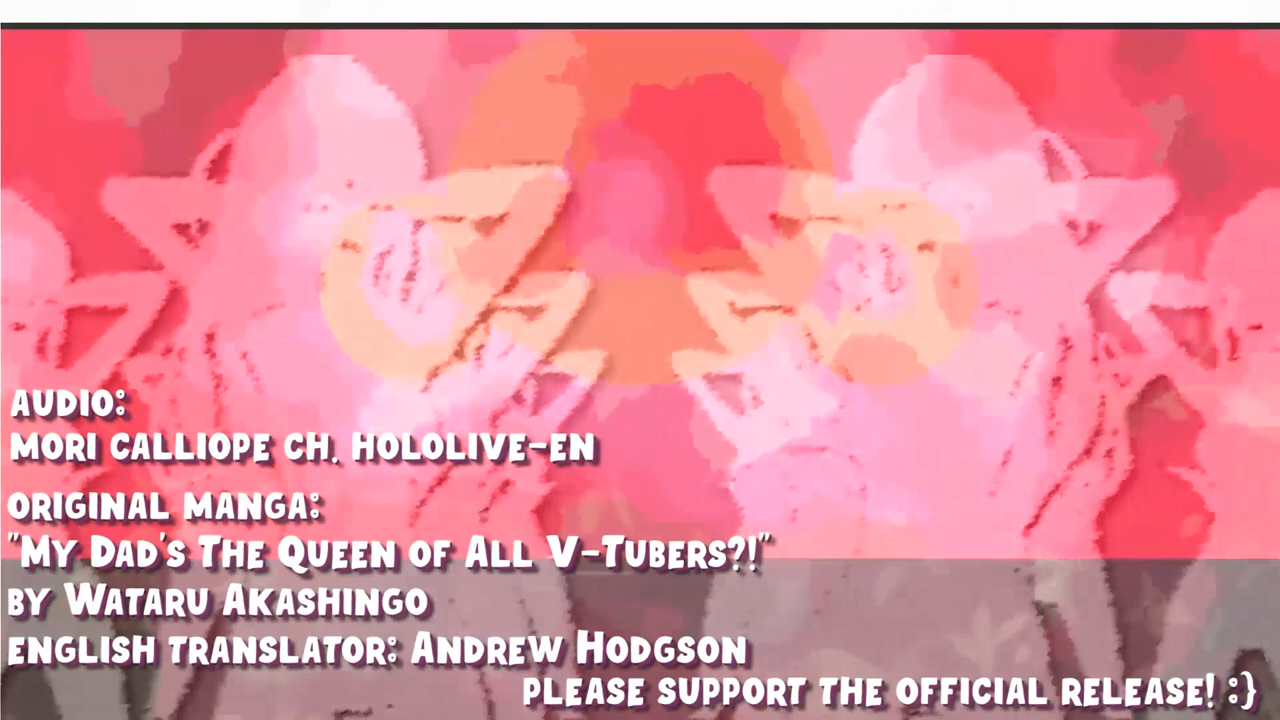 AUDIO:
MORI CALLIOPE CH. HOLOLIVE-EN
ORIGINAL MANGA:
"MY DAD'S THE QUEEN OF ALL V-TUBERS?!"
BY WATARU AKASHINGO
ENGLISH TRANSLATOR: ANDREW HODGSON
PLEASE SUPPORT THE OFFICIAL RELEASE! :}